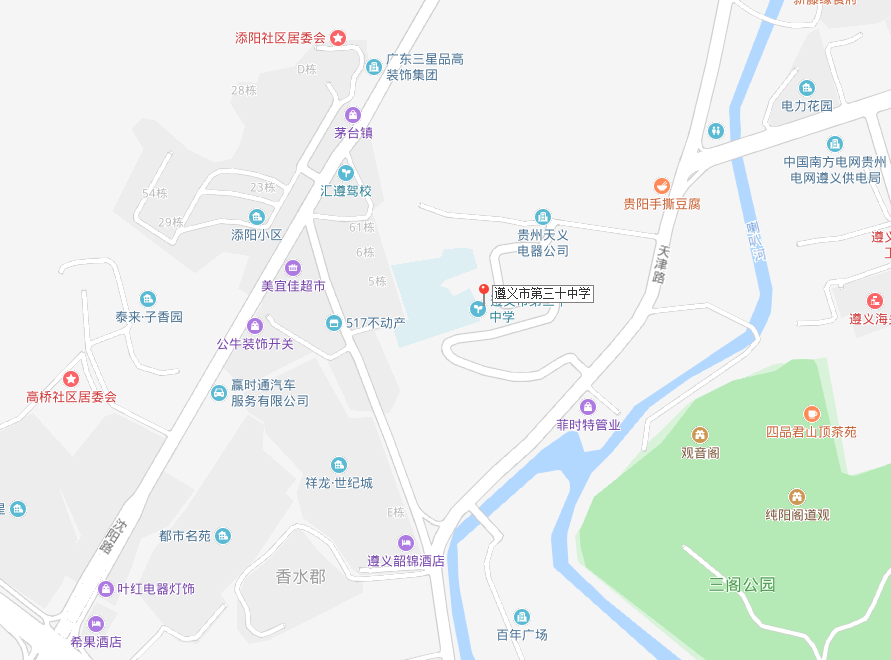 新滕缘食府
添阳社区居委会
广东三星品高
装饰集团
D栋
28栋
电力花园
茅台镇
中国南方电网贵州
电网遵义供电局
汇遵驾校
54栋
23栋
贵阳手撕豆腐
29栋
添阳小区
61栋
贵州天义
电器公司
喇叭河
天津路
6栋
美宜佳超市
5栋
遵义市第三十中学
中学
泰来·子香园
517不动产
公牛装饰开关
遵义海
高桥社区居委会
赢时通汽车
服务有限公司
菲时特管业
四品君山顶茶苑
观音阁
祥龙·世纪城
纯阳阁道观
E栋
沈阳路
都市名苑
遵义韶锦酒店
香水郡
叶红电器灯饰
三阁公园
希果酒店
百年广场